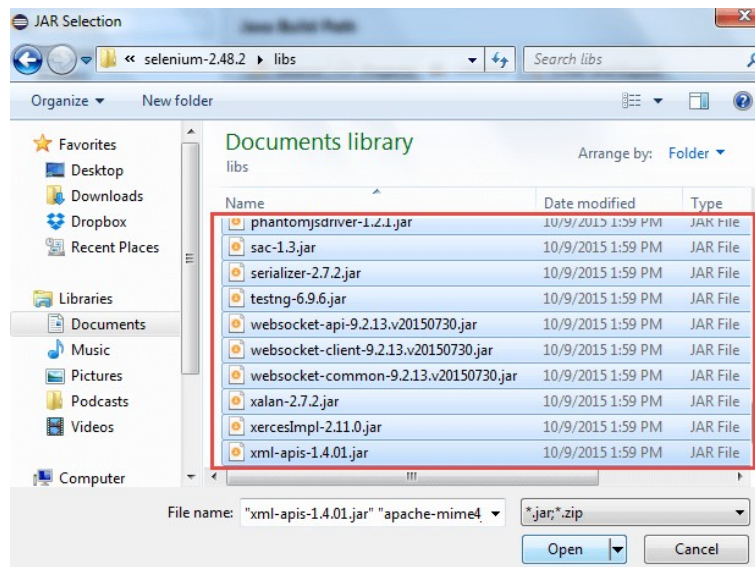 JAR Selection
Java Build Path
« selenium-2.48.2 ▸ libs
Search libs
Organize
New folder
Favorites
Desktop
Downloads
Dropbox
Recent Places
Libraries
Documents
Music
Pictures
Podcasts
Videos
Computer
Documents library
libs
Arrange by: Folder
Name Date modified Type
phantomjsdriver-1.2.1.jar 10/9/2015 1:59 PM JAR File
sac-1.3.jar 10/9/2015 1:59 PM JAR File
serializer-2.7.2.jar 10/9/2015 1:59 PM JAR File
testng-6.9.6.jar 10/9/2015 1:59 PM JAR File
websocket-api-9.2.13.v20150730.jar 10/9/2015 1:59 PM JAR File
websocket-client-9.2.13.v20150730.jar 10/9/2015 1:59 PM JAR File
websocket-common-9.2.13.v20150730.jar 10/9/2015 1:59 PM JAR File
xalan-2.7.2.jar 10/9/2015 1:59 PM JAR File
xercesImpl-2.11.0.jar 10/9/2015 1:59 PM JAR File
xml-apis-1.4.01.jar 10/9/2015 1:59 PM JAR File
File name: "xml-apis-1.4.01.jar" "apache-mime4
*.jar;*.zip
Open
Cancel